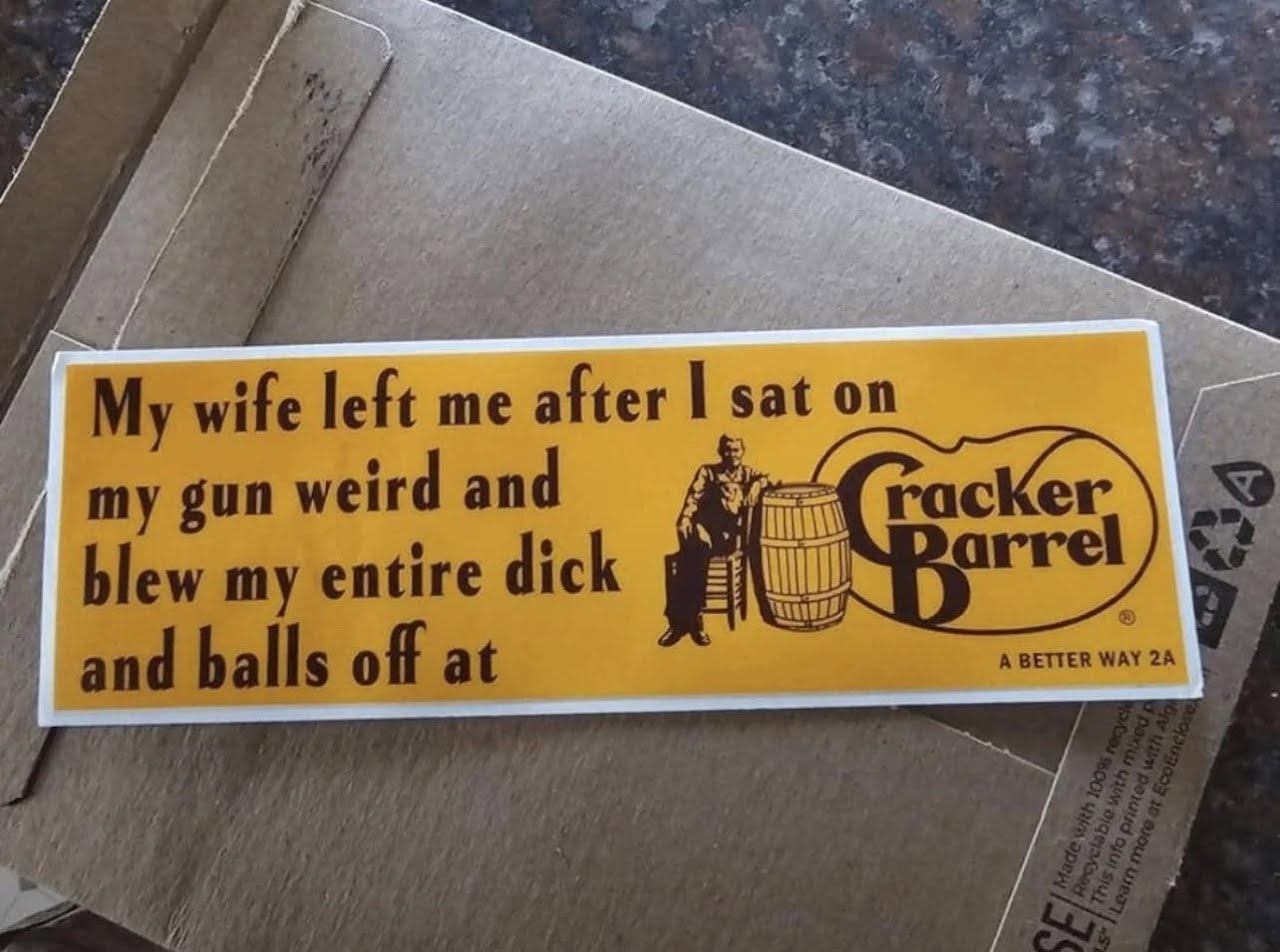 My wife left me after I sat on
my gun weird and
blew my entire dick
and balls off at
Cracker
Barrel
®
A BETTER WAY 2A
Made with 100% recycl
Recyclable with mixed p
This info printed with Alg
Learn more at EcoEnclose